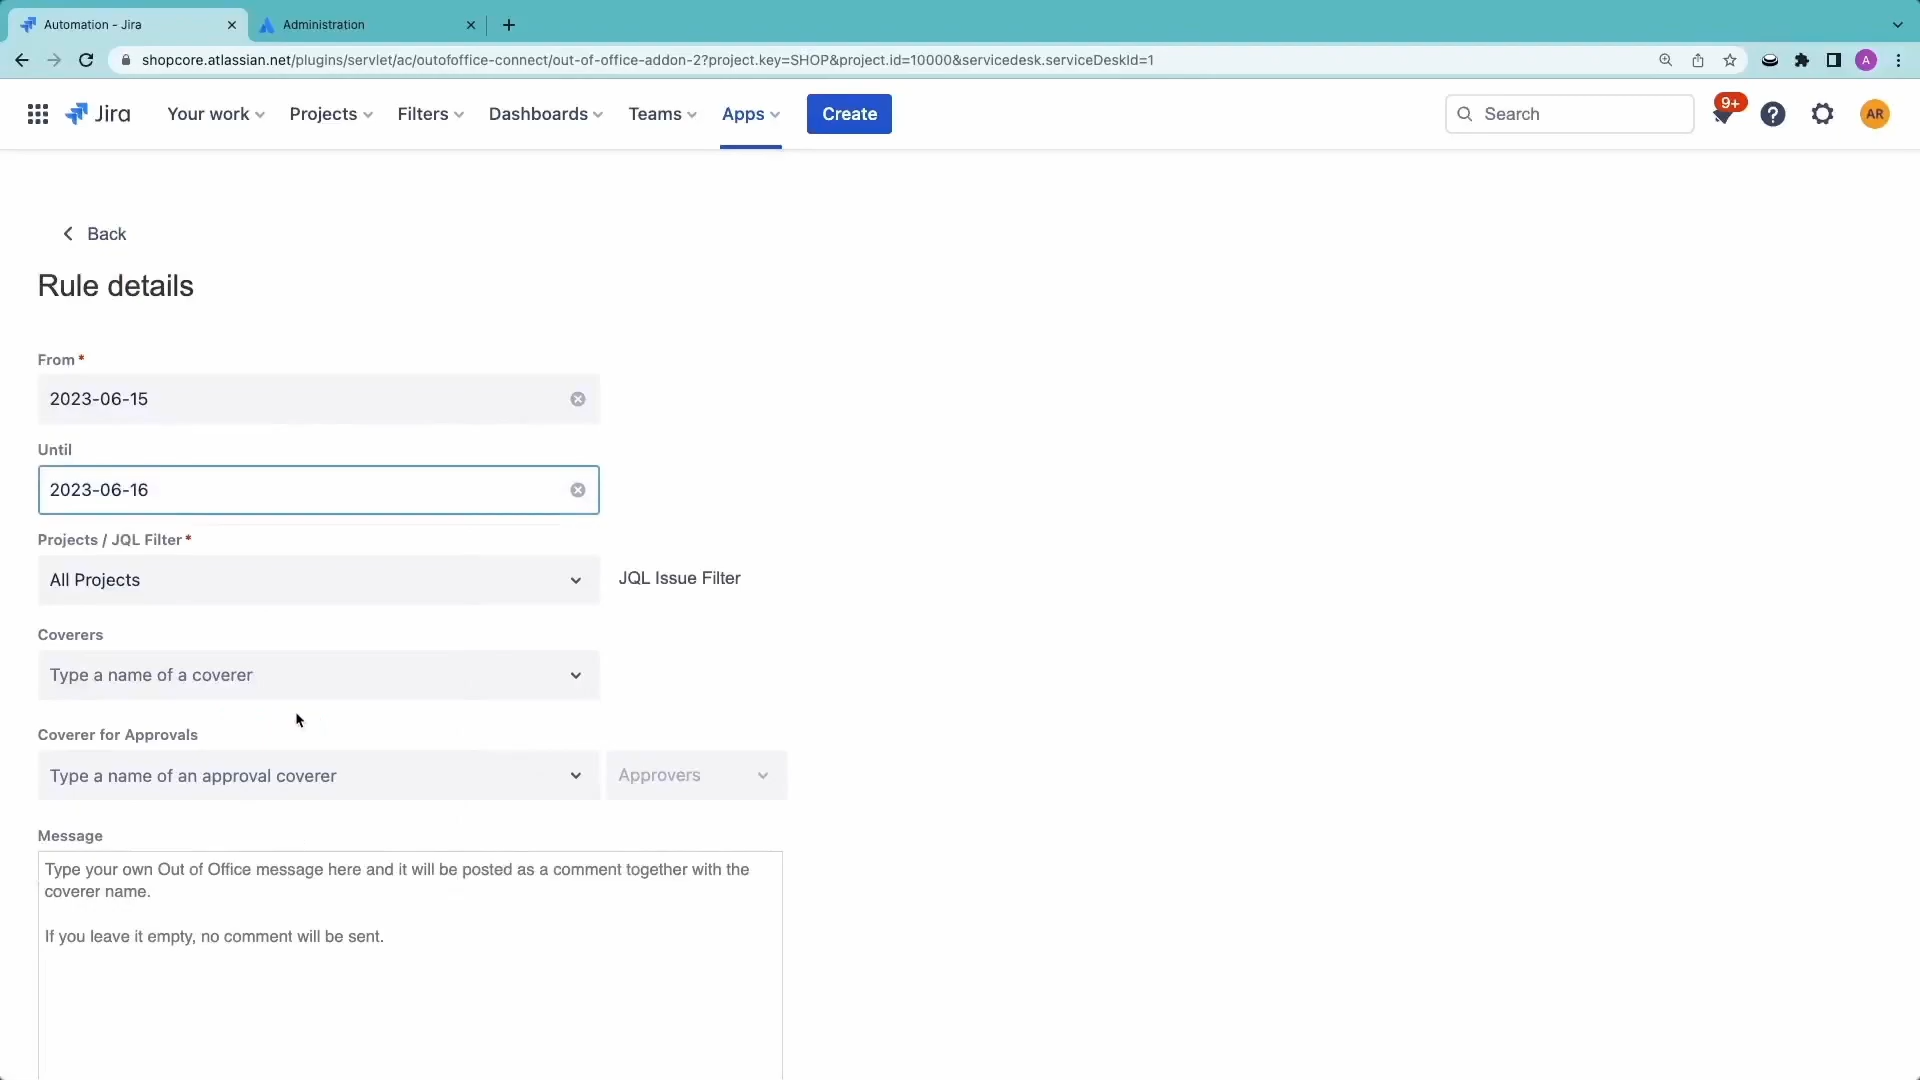 Automation - Jira
Administration
shopcore.atlassian.net/plugins/servlet/ac/outofoffice-connect/out-of-office-addon-2?project.key=SHOP&project.id=10000&servicedesk.serviceDeskId=1
A
Jira
Your work
Projects
Filters
Dashboards
Teams
Apps
Create
Search
9+
AR
Back
Rule details
From *
2023-06-15
Until
2023-06-16
Projects / JQL Filter *
All Projects
JQL Issue Filter
Coverers
Type a name of a coverer
Coverer for Approvals
Type a name of an approval coverer
Approvers
Message
Type your own Out of Office message here and it will be posted as a comment together with the
coverer name.
If you leave it empty, no comment will be sent.